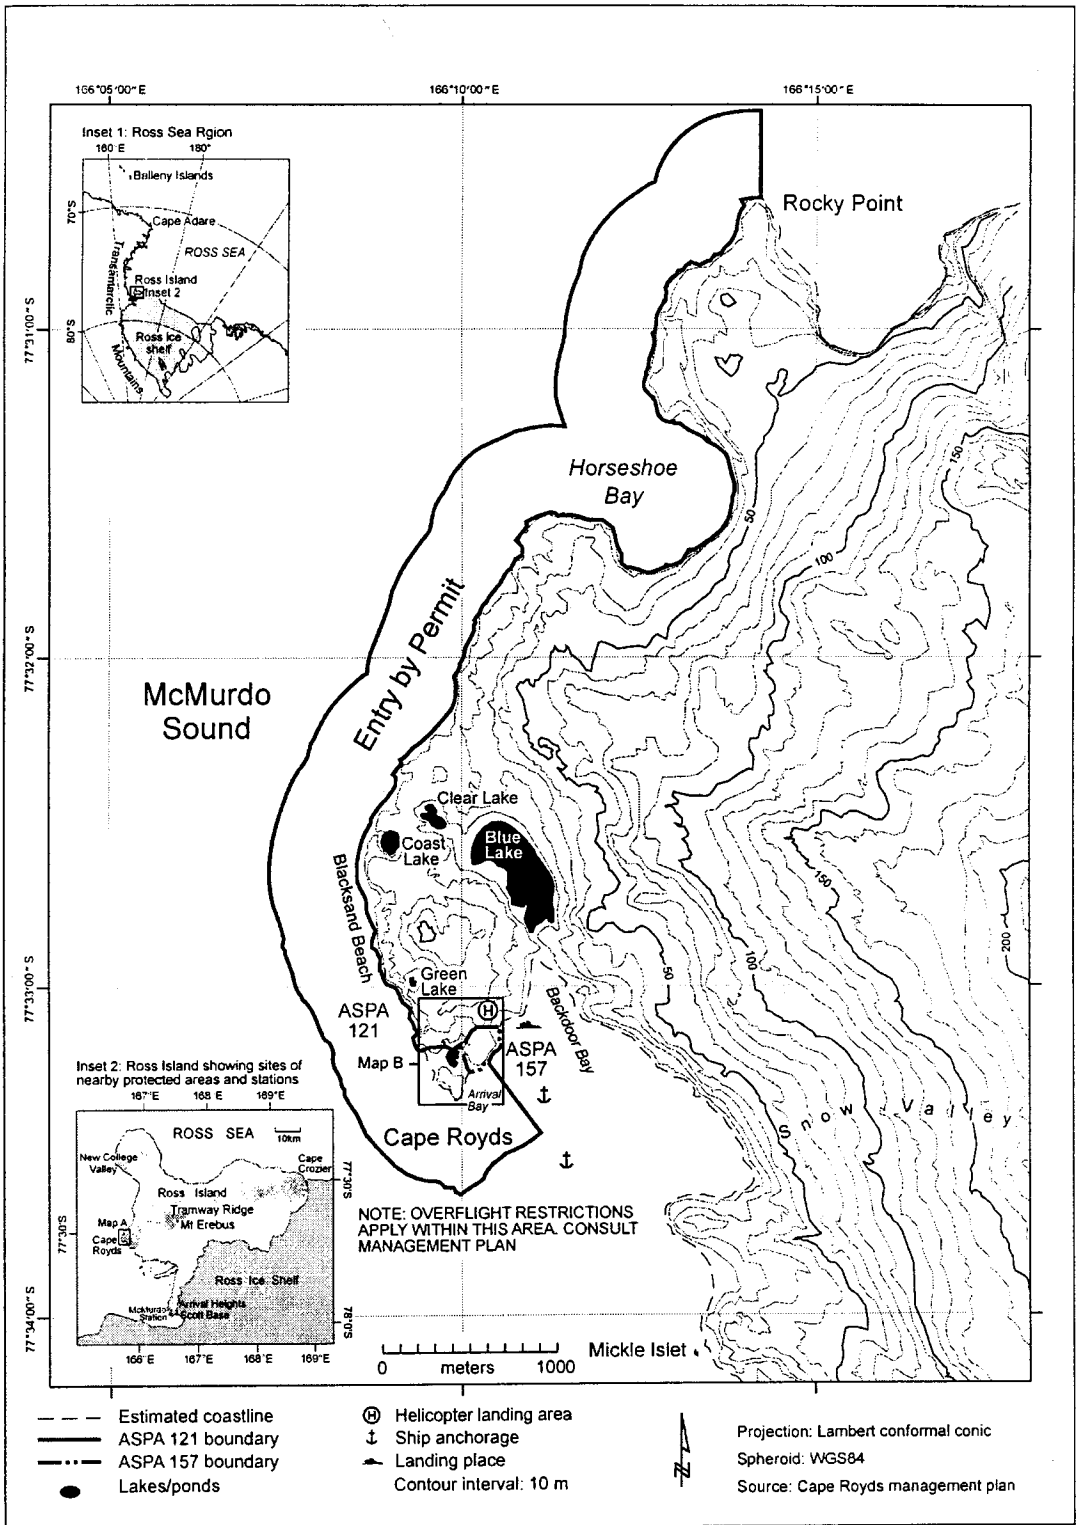 166°05'00"E
166°10'00"E
166°15'00"E
Inset 1: Ross Sea Rgion
160°E
180°
Balleny Islands
70°S
Cape Adare
ROSS SEA
Transantarctic
Mountains
Ross Island
Inset 2
80°S
Ross Ice
shelf
Rocky Point
77°31'00"S
Horseshoe
Bay
150
50
100
Entry by Permit
77°32'00"S
McMurdo
Sound
Clear Lake
Coast
Lake
Blue
Lake
Blacksand Beach
150
200
100
50
Green
Lake
77°33'00"S
ASPA
121
H
Backdoor Bay
ASPA
157
Map B
Arrival
Bay
Cape Royds
Snow Valley
Inset 2: Ross Island showing sites of
nearby protected areas and stations
167°E
168°E
169°E
ROSS SEA
10km
New College
Valley
Cape
Crozier
77°30'S
Ross Island
Tramway Ridge
Mt Erebus
Map A
Cape
Royds
77°30'S
Ross Ice Shelf
McMurdo
Station
Arrival Heights
Scott Base
78°0'S
166°E
167°E
168°E
169°E
NOTE: OVERFLIGHT RESTRICTIONS
APPLY WITHIN THIS AREA. CONSULT
MANAGEMENT PLAN
77°34'00"S
0
meters
1000
Mickle Islet
Estimated coastline
ASPA 121 boundary
ASPA 157 boundary
Lakes/ponds
H Helicopter landing area
Ship anchorage
Landing place
Contour interval: 10 m
N
Projection: Lambert conformal conic
Spheroid: WGS84
Source: Cape Royds management plan